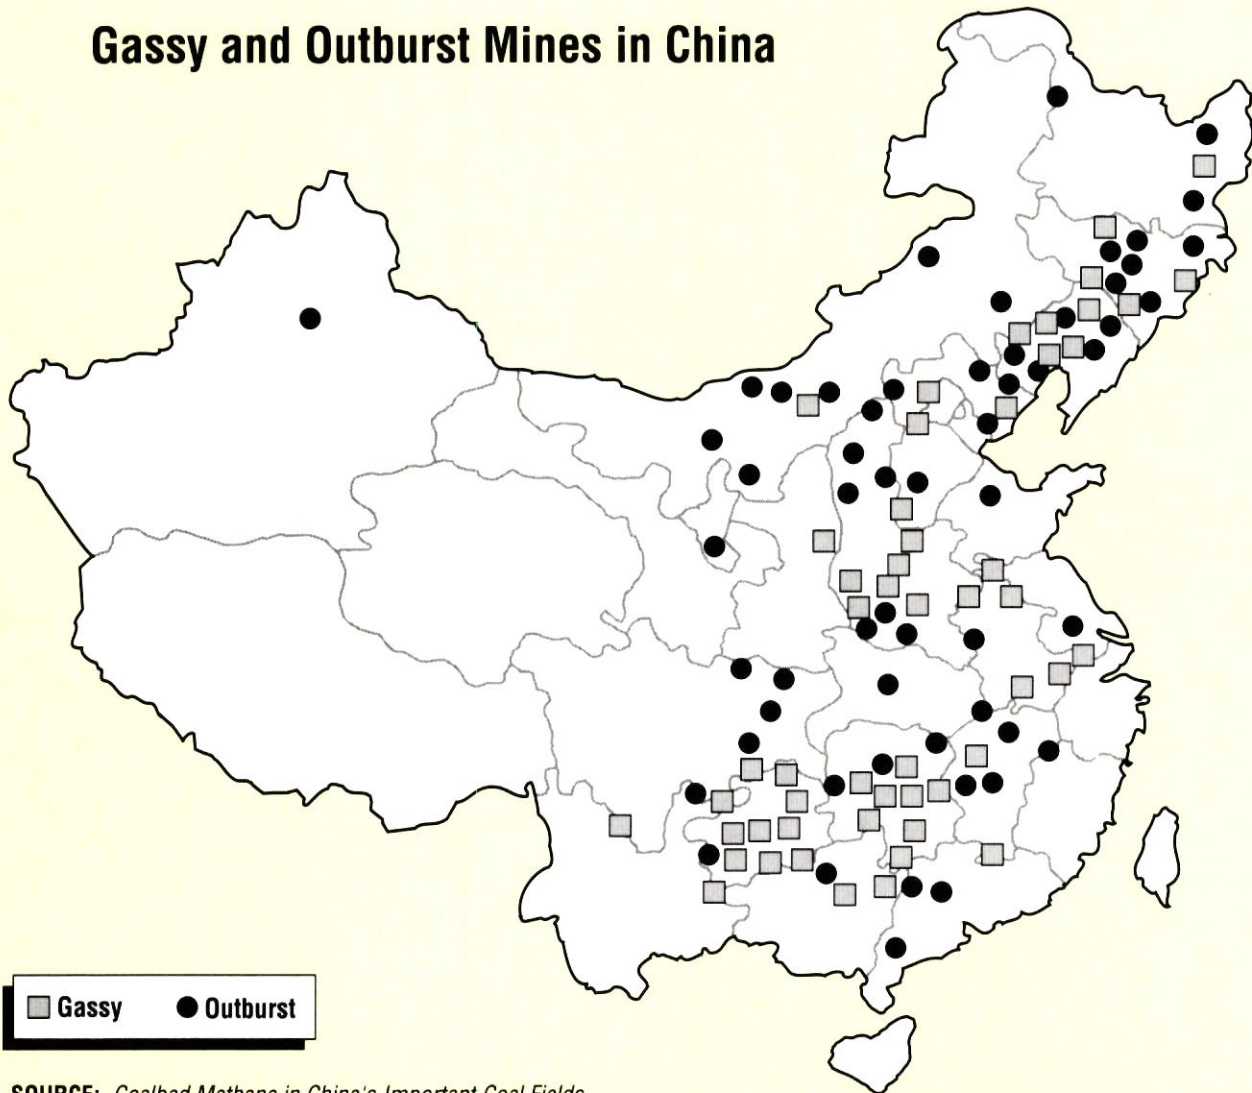 Gassy and Outburst Mines in China
Gassy Outburst
SOURCE: Coalbed Methane in China's Important Coal Fields